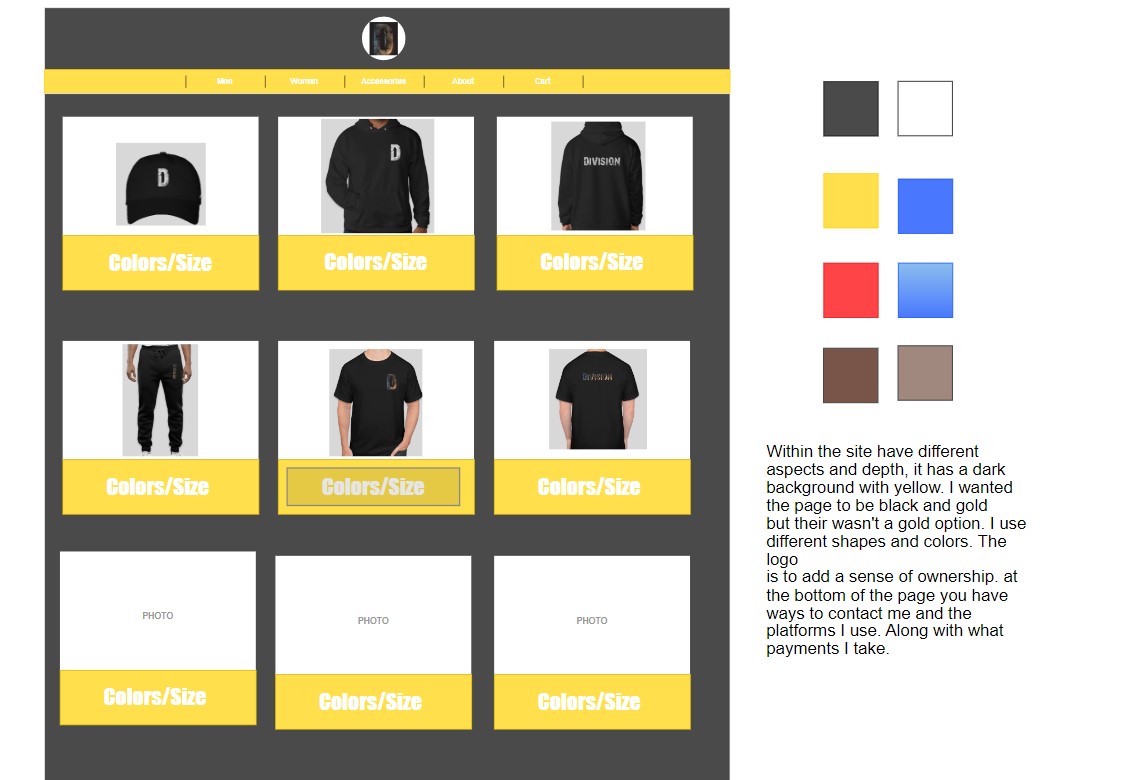 D
Men Woman Accessories About Cart
D
D
DIVISION
Colors/Size Colors/Size Colors/Size
D
DIVISION
Colors/Size Colors/Size Colors/Size
PHOTO PHOTO PHOTO
Colors/Size Colors/Size Colors/Size
Within the site have different
aspects and depth, it has a dark
background with yellow. I wanted
the page to be black and gold
but their wasn't a gold option. I use
different shapes and colors. The
logo
is to add a sense of ownership. at
the bottom of the page you have
ways to contact me and the
platforms I use. Along with what
payments I take.